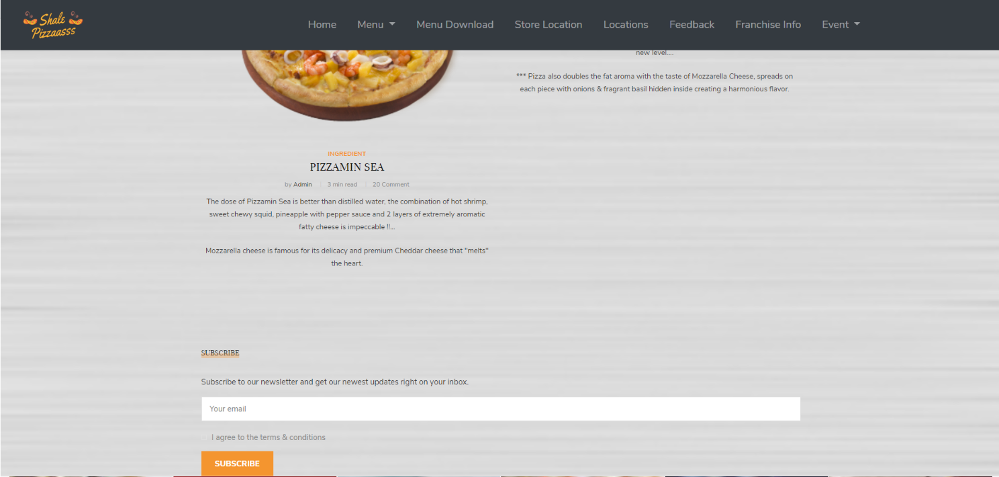 Shale
Pizzaasss
Home Menu Menu Download Store Location Locations Feedback Franchise Info Event
new level....
*** Pizza also doubles the fat aroma with the taste of Mozzarella Cheese, spreads on
each piece with onions & fragrant basil hidden inside creating a harmonious flavor.
INGREDIENT
PIZZAMIN SEA
by Admin 3 min read 20 Comment
The dose of Pizzamin Sea is better than distilled water, the combination of hot shrimp,
sweet chewy squid, pineapple with pepper sauce and 2 layers of extremely aromatic
fatty cheese is impeccable !!...
Mozzarella cheese is famous for its delicacy and premium Cheddar cheese that "melts"
the heart.
SUBSCRIBE
Subscribe to our newsletter and get our newest updates right on your inbox.
Your email
I agree to the terms & conditions
SUBSCRIBE